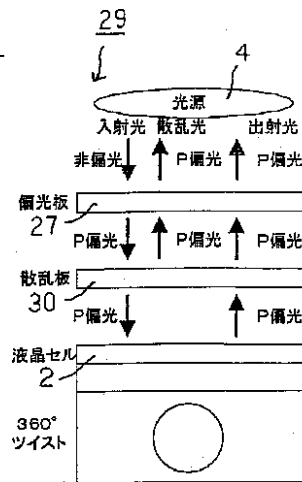 29
4
光源
入射光 散乱光 出射光
非偏光 P偏光 P偏光
偏光板
27
P偏光 P偏光 P偏光
散乱板
30
P偏光 P偏光
液晶セル
2
360°
ツイスト